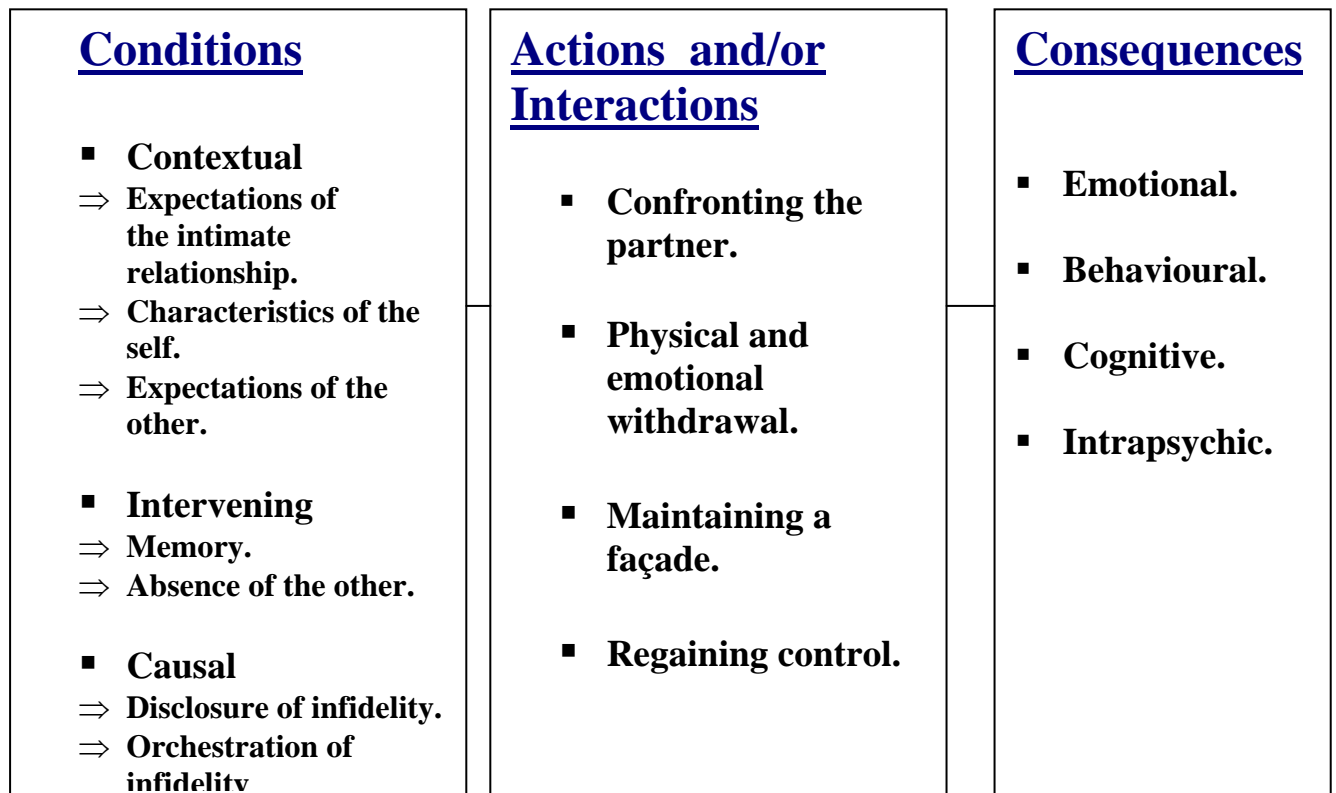 Conditions
▪ Contextual
⇒ Expectations of
the intimate
relationship.
⇒ Characteristics of the
self.
⇒ Expectations of the
other.
▪ Intervening
⇒ Memory.
⇒ Absence of the other.
▪ Causal
⇒ Disclosure of infidelity.
⇒ Orchestration of
infidelity
Actions and/or
Interactions
▪ Confronting the
partner.
▪ Physical and
emotional
withdrawal.
▪ Maintaining a
façade.
▪ Regaining control.
Consequences
▪ Emotional.
▪ Behavioural.
▪ Cognitive.
▪ Intrapsychic.